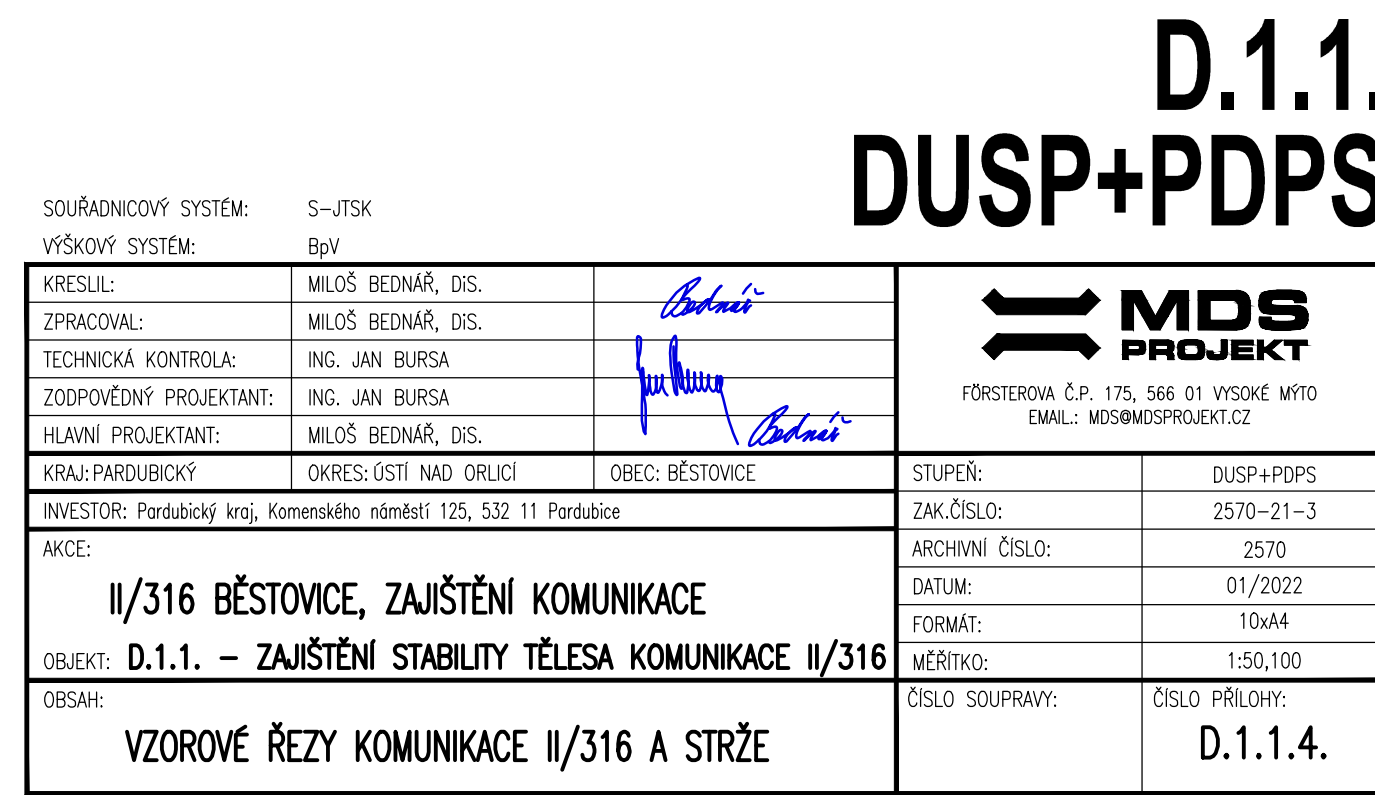 D.1.1.
DUSP+PDPS
SOUŘADNICOVÝ SYSTÉM: S-JTSK
VÝŠKOVÝ SYSTÉM: BpV
KRESLIL: MILOŠ BEDNÁŘ, DiS. Bednář
ZPRACOVAL: MILOŠ BEDNÁŘ, DiS.
TECHNICKÁ KONTROLA: ING. JAN BURSA
ZODPOVĚDNÝ PROJEKTANT: ING. JAN BURSA
HLAVNÍ PROJEKTANT: MILOŠ BEDNÁŘ, DiS. Bednář
MDS
PROJEKT
FÖRSTEROVA Č.P. 175, 566 01 VYSOKÉ MÝTO
EMAIL.: MDS@MDSPROJEKT.CZ
KRAJ: PARDUBICKÝ OKRES: ÚSTÍ NAD ORLICÍ OBEC: BĚSTOVICE
INVESTOR: Pardubický kraj, Komenského náměstí 125, 532 11 Pardubice
AKCE:
II/316 BĚSTOVICE, ZAJIŠTĚNÍ KOMUNIKACE
OBJEKT: D.1.1. – ZAJIŠTĚNÍ STABILITY TĚLESA KOMUNIKACE II/316
OBSAH:
VZOROVÉ ŘEZY KOMUNIKACE II/316 A STRŽE
STUPEŇ: DUSP+PDPS
ZAK.ČÍSLO: 2570-21-3
ARCHIVNÍ ČÍSLO: 2570
DATUM: 01/2022
FORMÁT: 10xA4
MĚŘÍTKO: 1:50,100
ČÍSLO SOUPRAVY: ČÍSLO PŘÍLOHY:
D.1.1.4.